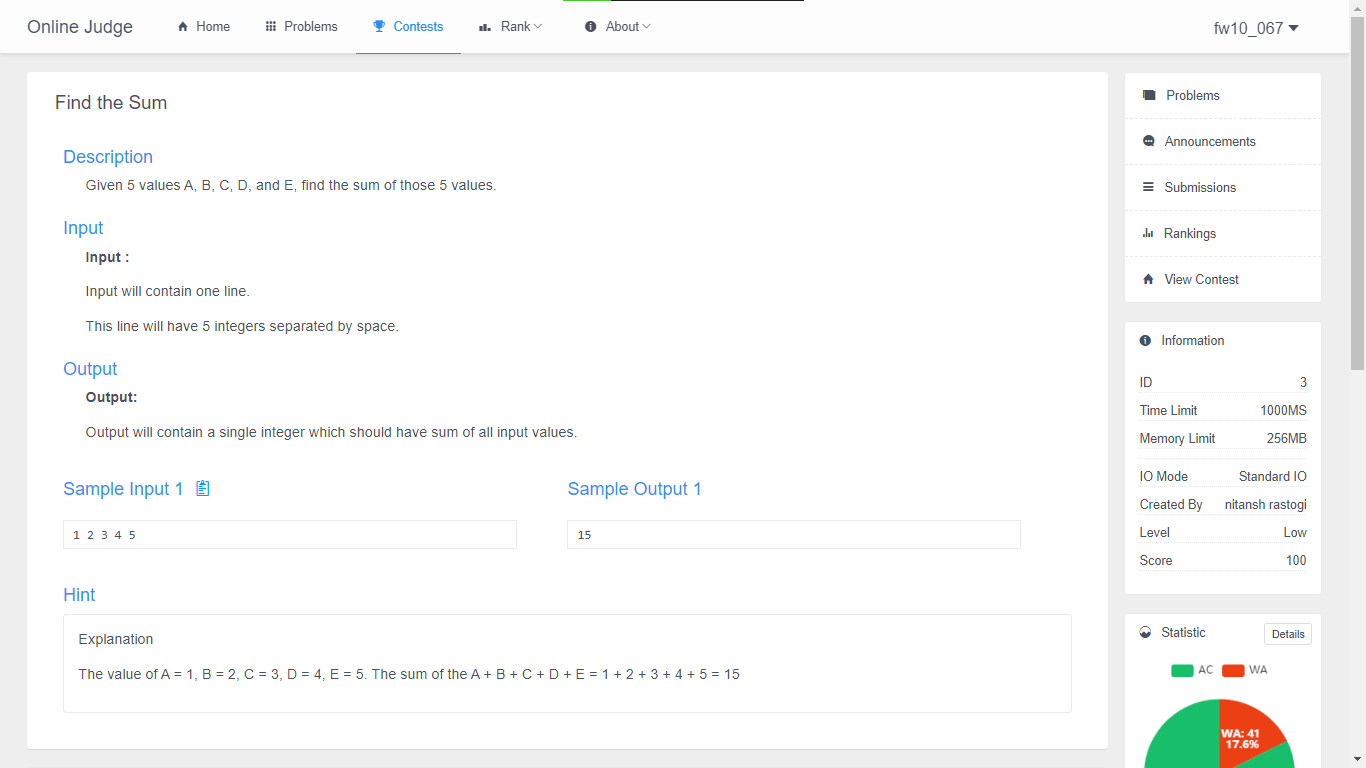 Online Judge Home Problems Contests Rank About fw10_067
Find the Sum
Description
Given 5 values A, B, C, D, and E, find the sum of those 5 values.
Input
Input :
Input will contain one line.
This line will have 5 integers separated by space.
Output
Output:
Output will contain a single integer which should have sum of all input values.
Sample Input 1
1 2 3 4 5
Sample Output 1
15
Hint
Explanation
The value of A = 1, B = 2, C = 3, D = 4, E = 5. The sum of the A + B + C + D + E = 1 + 2 + 3 + 4 + 5 = 15
Problems
Announcements
Submissions
Rankings
View Contest
Information
ID 3
Time Limit 1000MS
Memory Limit 256MB
IO Mode Standard IO
Created By nitansh rastogi
Level Low
Score 100
Statistic Details
AC WA
WA: 41
17.6%